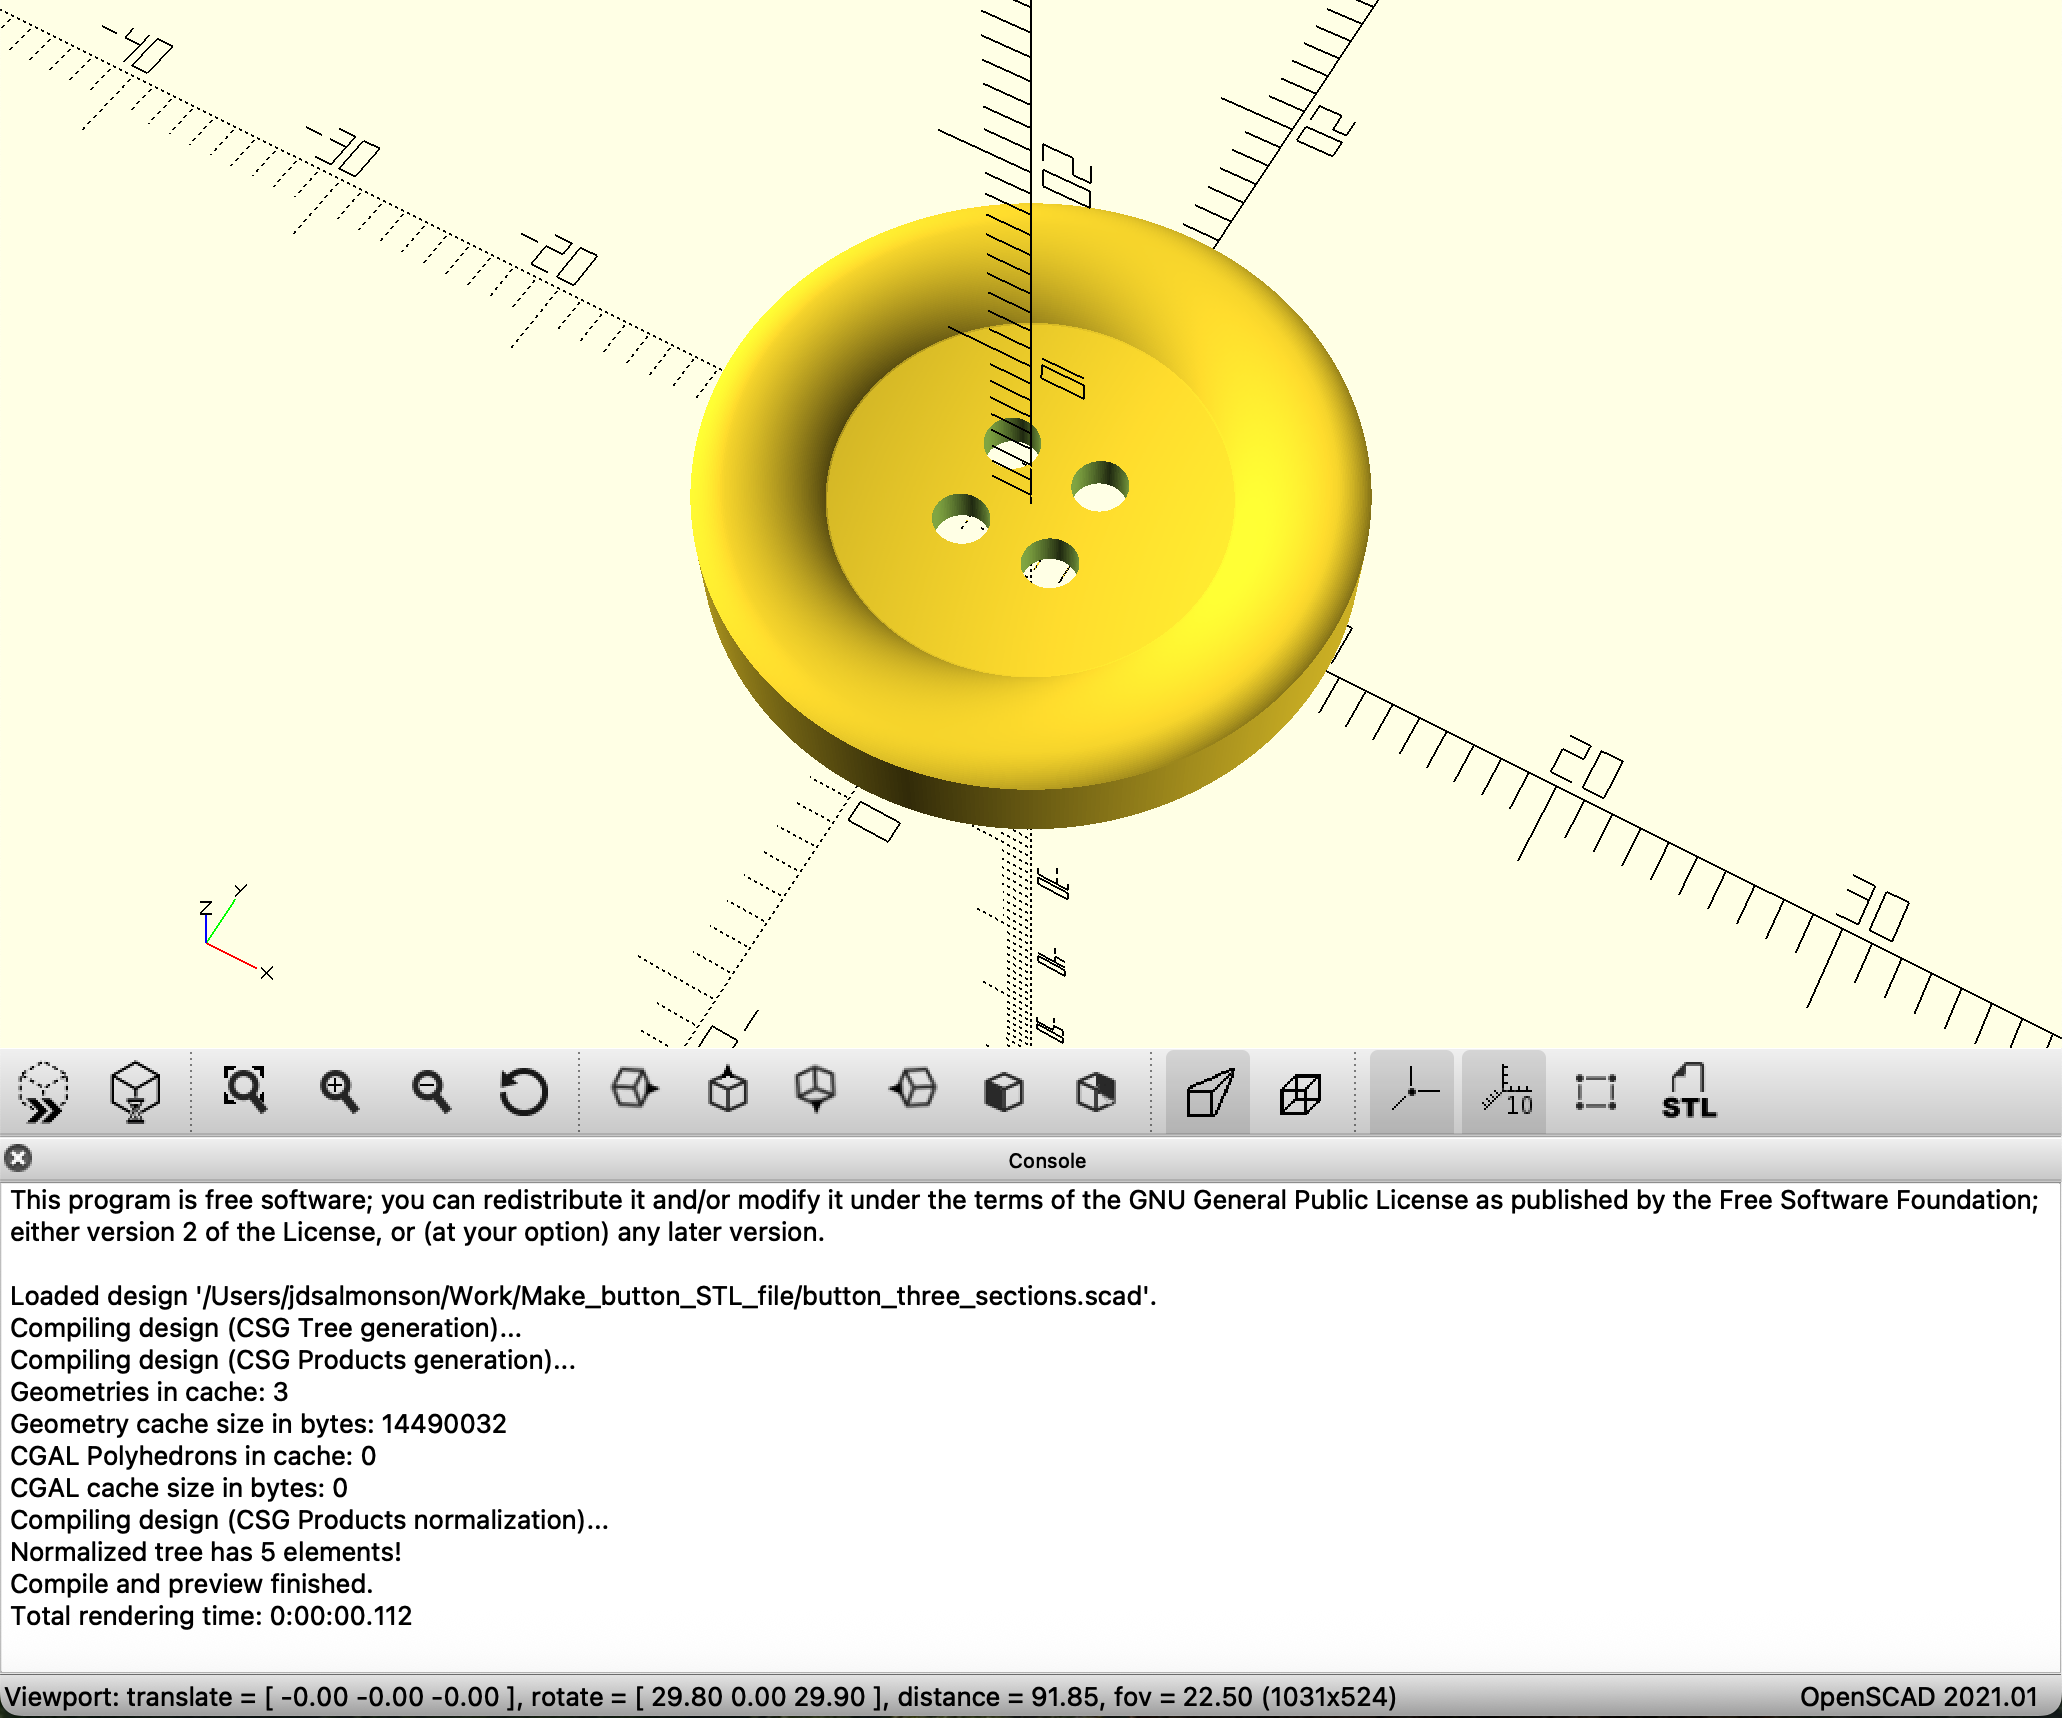 -40
-30
-20
20
20
10
20
30
Z
Y
X
10
STL
Console
This program is free software; you can redistribute it and/or modify it under the terms of the GNU General Public License as published by the Free Software Foundation;
either version 2 of the License, or (at your option) any later version.
Loaded design '/Users/jdsalmonson/Work/Make_button_STL_file/button_three_sections.scad'.
Compiling design (CSG Tree generation)...
Compiling design (CSG Products generation)...
Geometries in cache: 3
Geometry cache size in bytes: 14490032
CGAL Polyhedrons in cache: 0
CGAL cache size in bytes: 0
Compiling design (CSG Products normalization)...
Normalized tree has 5 elements!
Compile and preview finished.
Total rendering time: 0:00:00.112
Viewport: translate = [ -0.00 -0.00 -0.00 ], rotate = [ 29.80 0.00 29.90 ], distance = 91.85, fov = 22.50 (1031x524)
OpenSCAD 2021.01